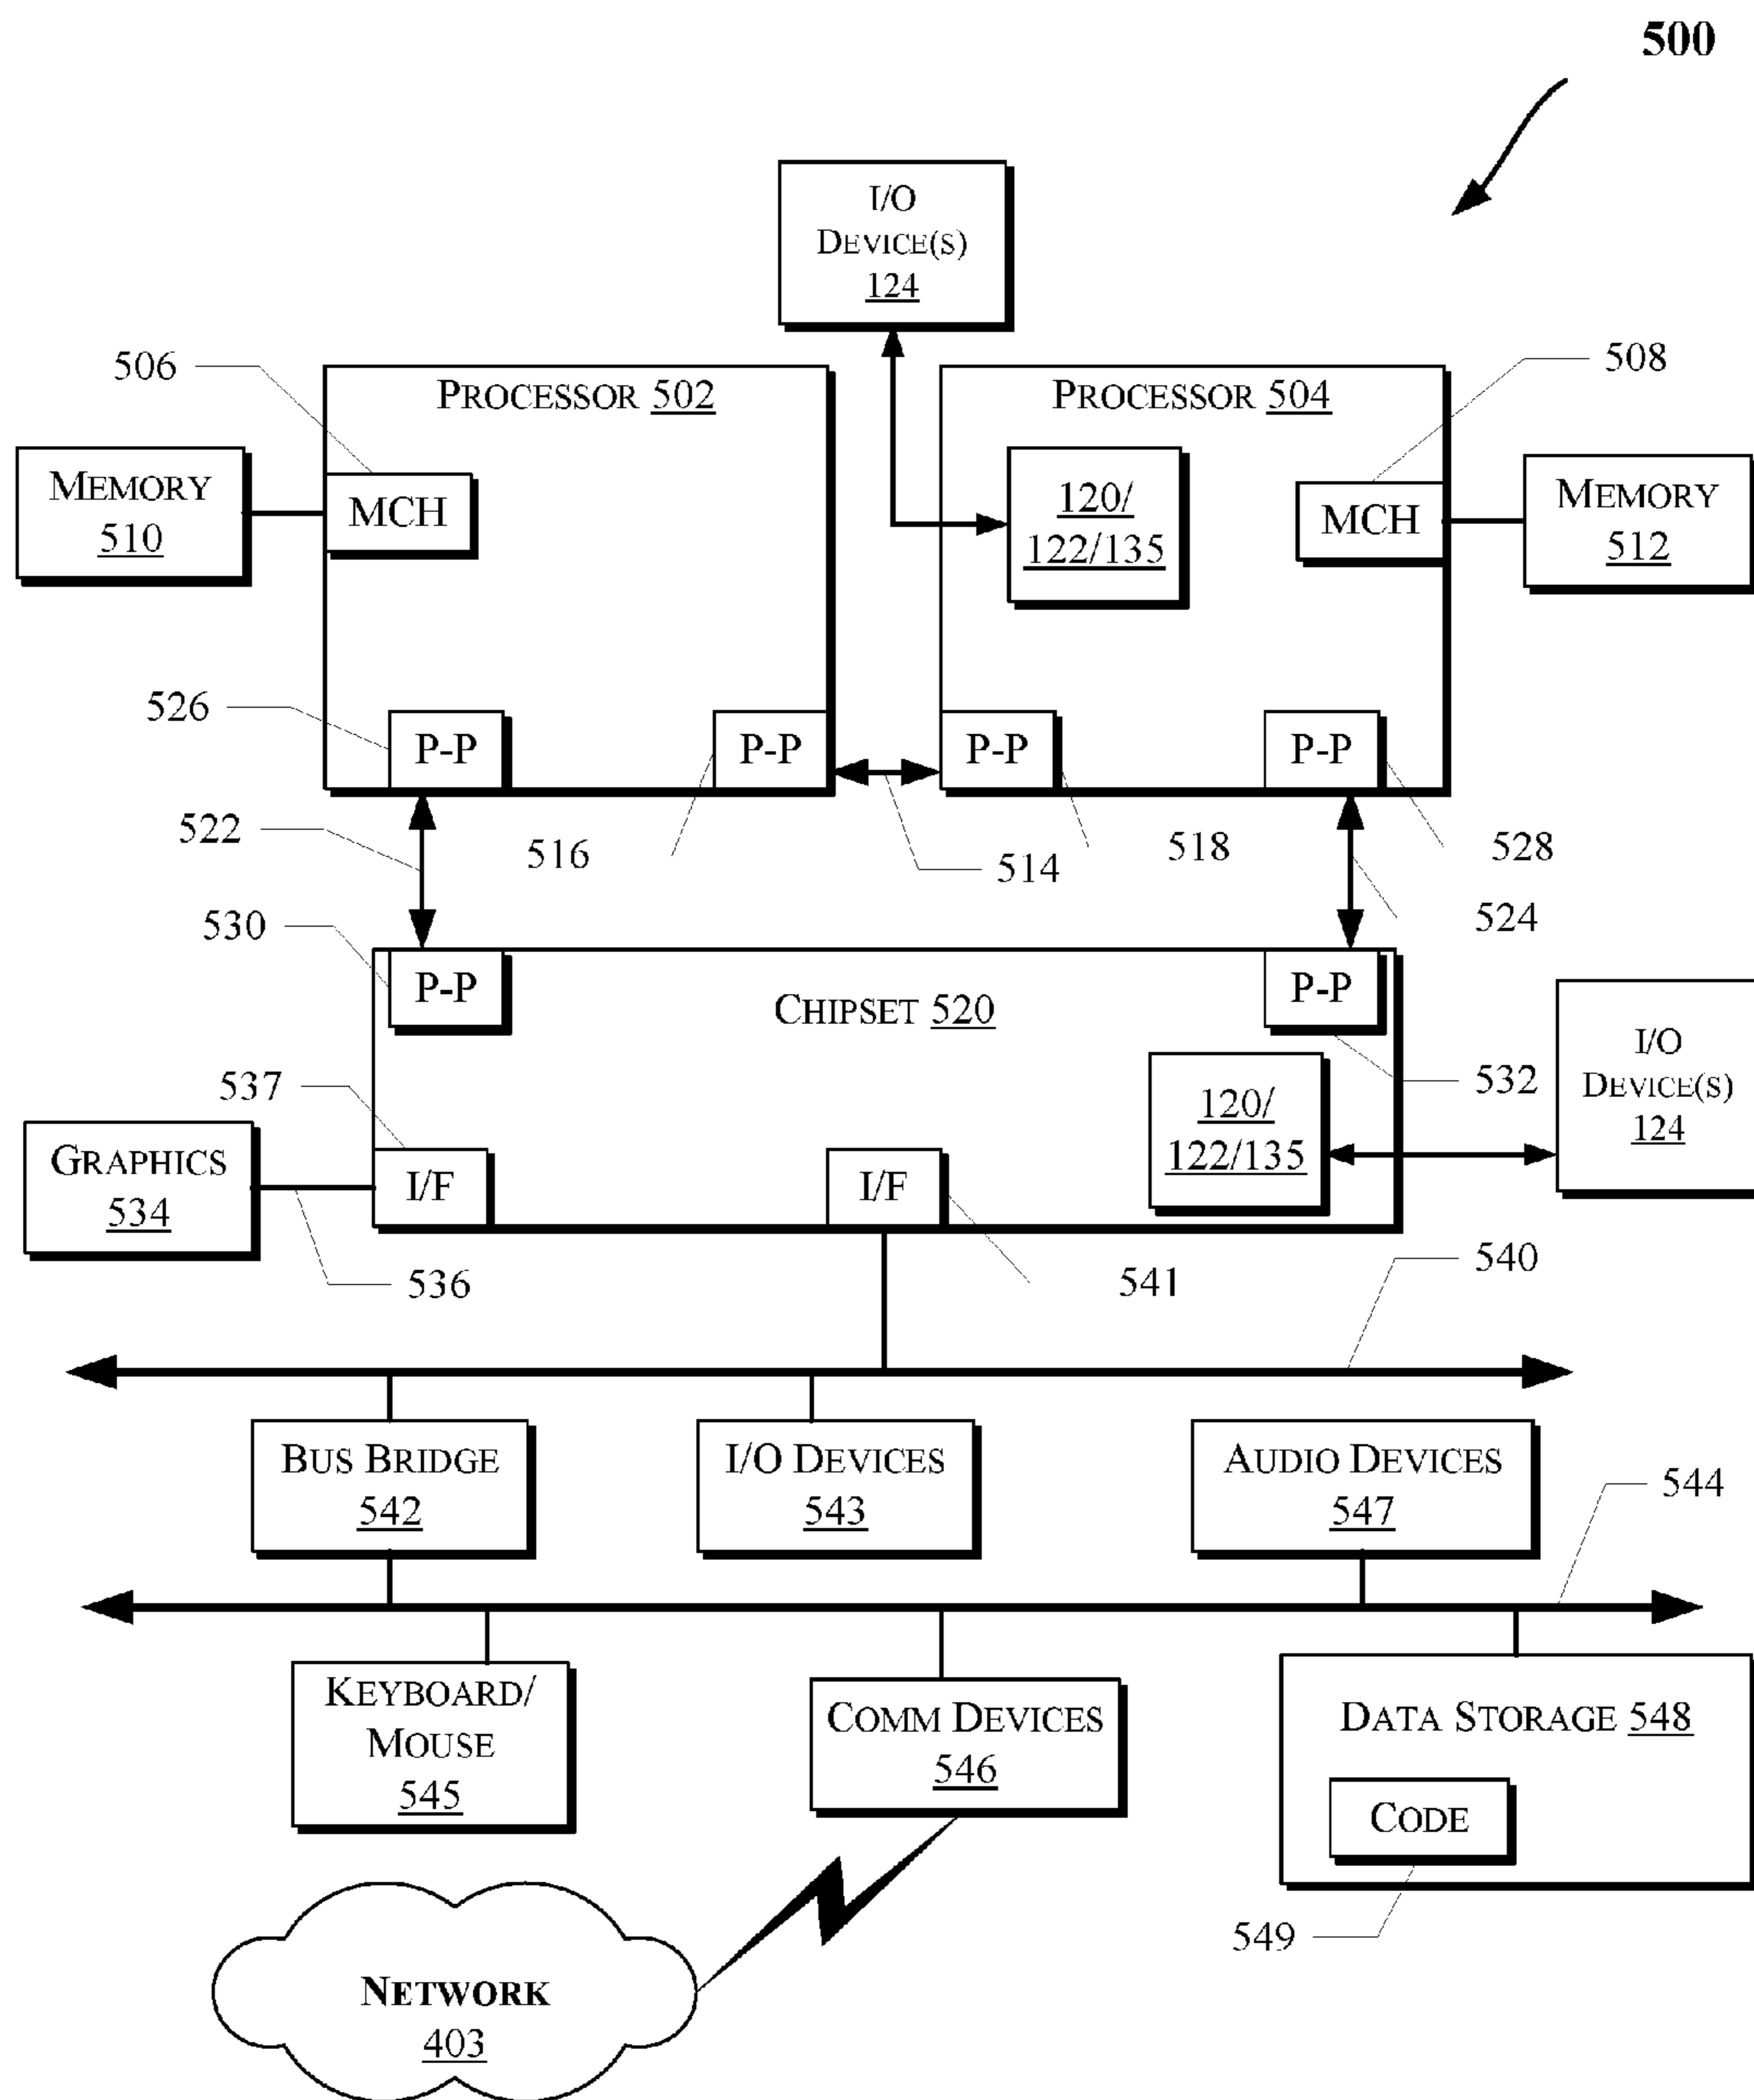 500
I/O
DEVICE(S)
124
506
PROCESSOR 502
PROCESSOR 504
508
MEMORY
510
MCH
120/
122/135
MCH
MEMORY
512
526
P-P
P-P
P-P
P-P
522
516
514
518
528
524
530
P-P
CHIPSET 520
P-P
532
I/O
DEVICE(S)
124
537
120/
122/135
GRAPHICS
534
I/F
I/F
536
541
540
BUS BRIDGE
542
I/O DEVICES
543
AUDIO DEVICES
547
544
KEYBOARD/
MOUSE
545
COMM DEVICES
546
DATA STORAGE 548
CODE
549
NETWORK
403